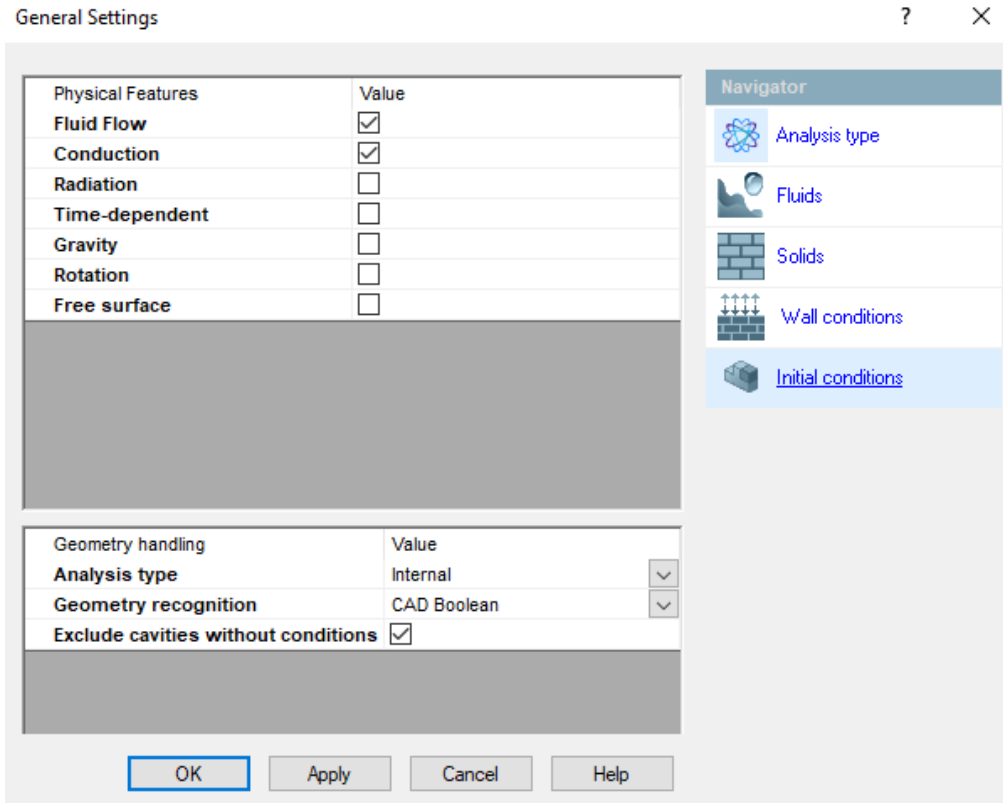 General Settings
?
Physical Features Value
Fluid Flow
Conduction
Radiation
Time-dependent
Gravity
Rotation
Free surface
Geometry handling Value
Analysis type Internal
Geometry recognition CAD Boolean
Exclude cavities without conditions
OK Apply Cancel Help
Navigator
Analysis type
Fluids
Solids
Wall conditions
Initial conditions